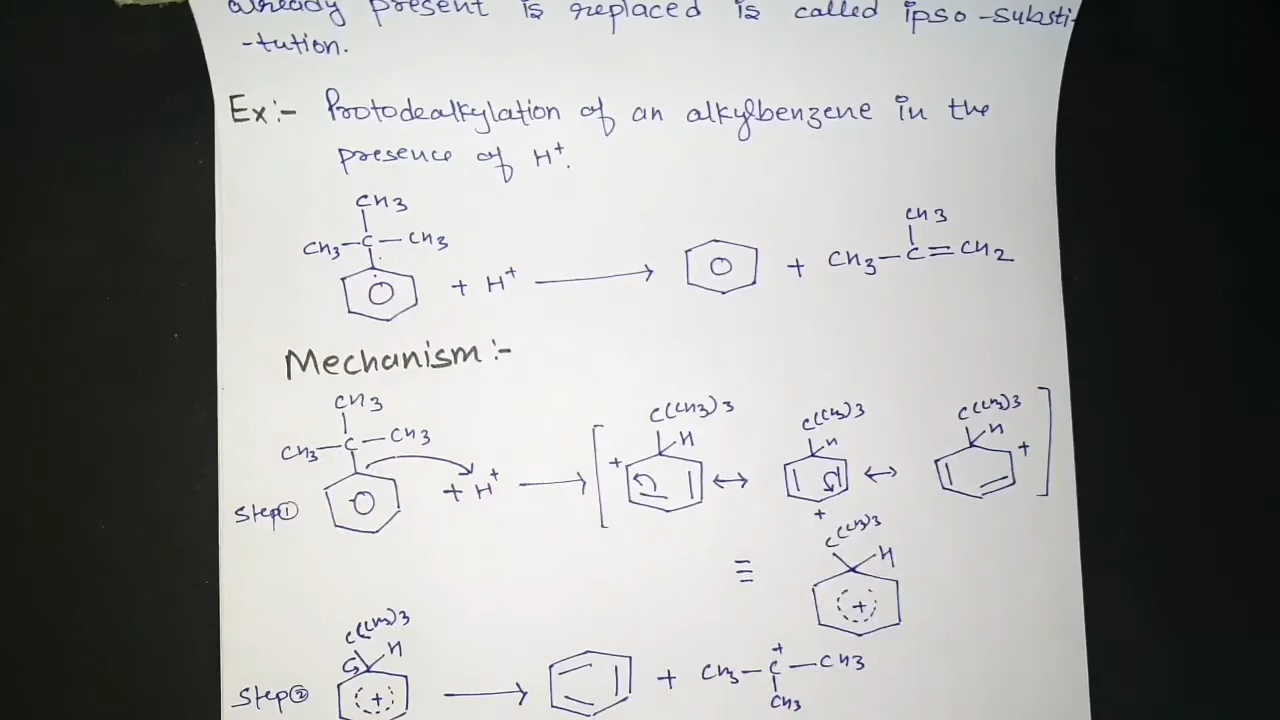 already present is replaced is called ipso-substi-
-tution.
Ex:- Protodealkylation of an alkylbenzene in the
presence of H⁺.
CH3
CH3-C-CH3
+ H⁺ → + CH3-C=CH2
CH3
Mechanism:-
CH3
CH3-C-CH3
Step① + H⁺ → [ + ↔ + ↔ + ]
C(CH3)3 H
C(CH3)3 H
C(CH3)3 H
≡ C(CH3)3 H +
C(CH3)3 H
Step② + → + CH3-C⁺-CH3
CH3